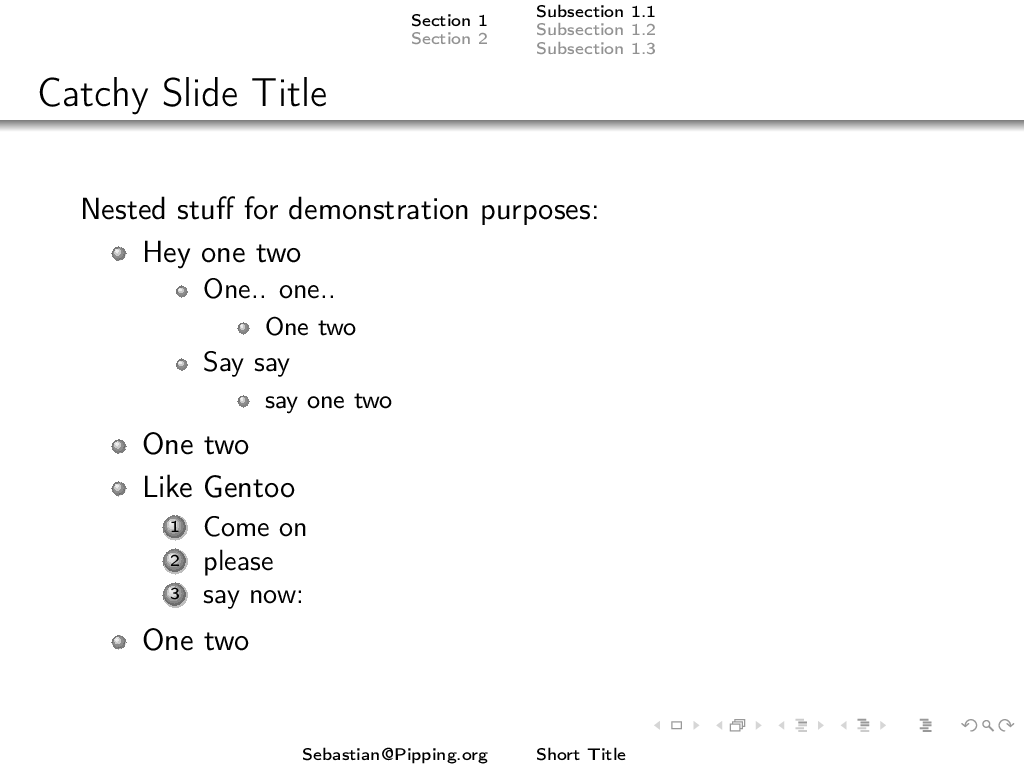 Section 1
Section 2
Subsection 1.1
Subsection 1.2
Subsection 1.3
Catchy Slide Title
Nested stuff for demonstration purposes:
Hey one two
One.. one..
One two
Say say
say one two
One two
Like Gentoo
1 Come on
2 please
3 say now:
One two
Sebastian@Pipping.org
Short Title